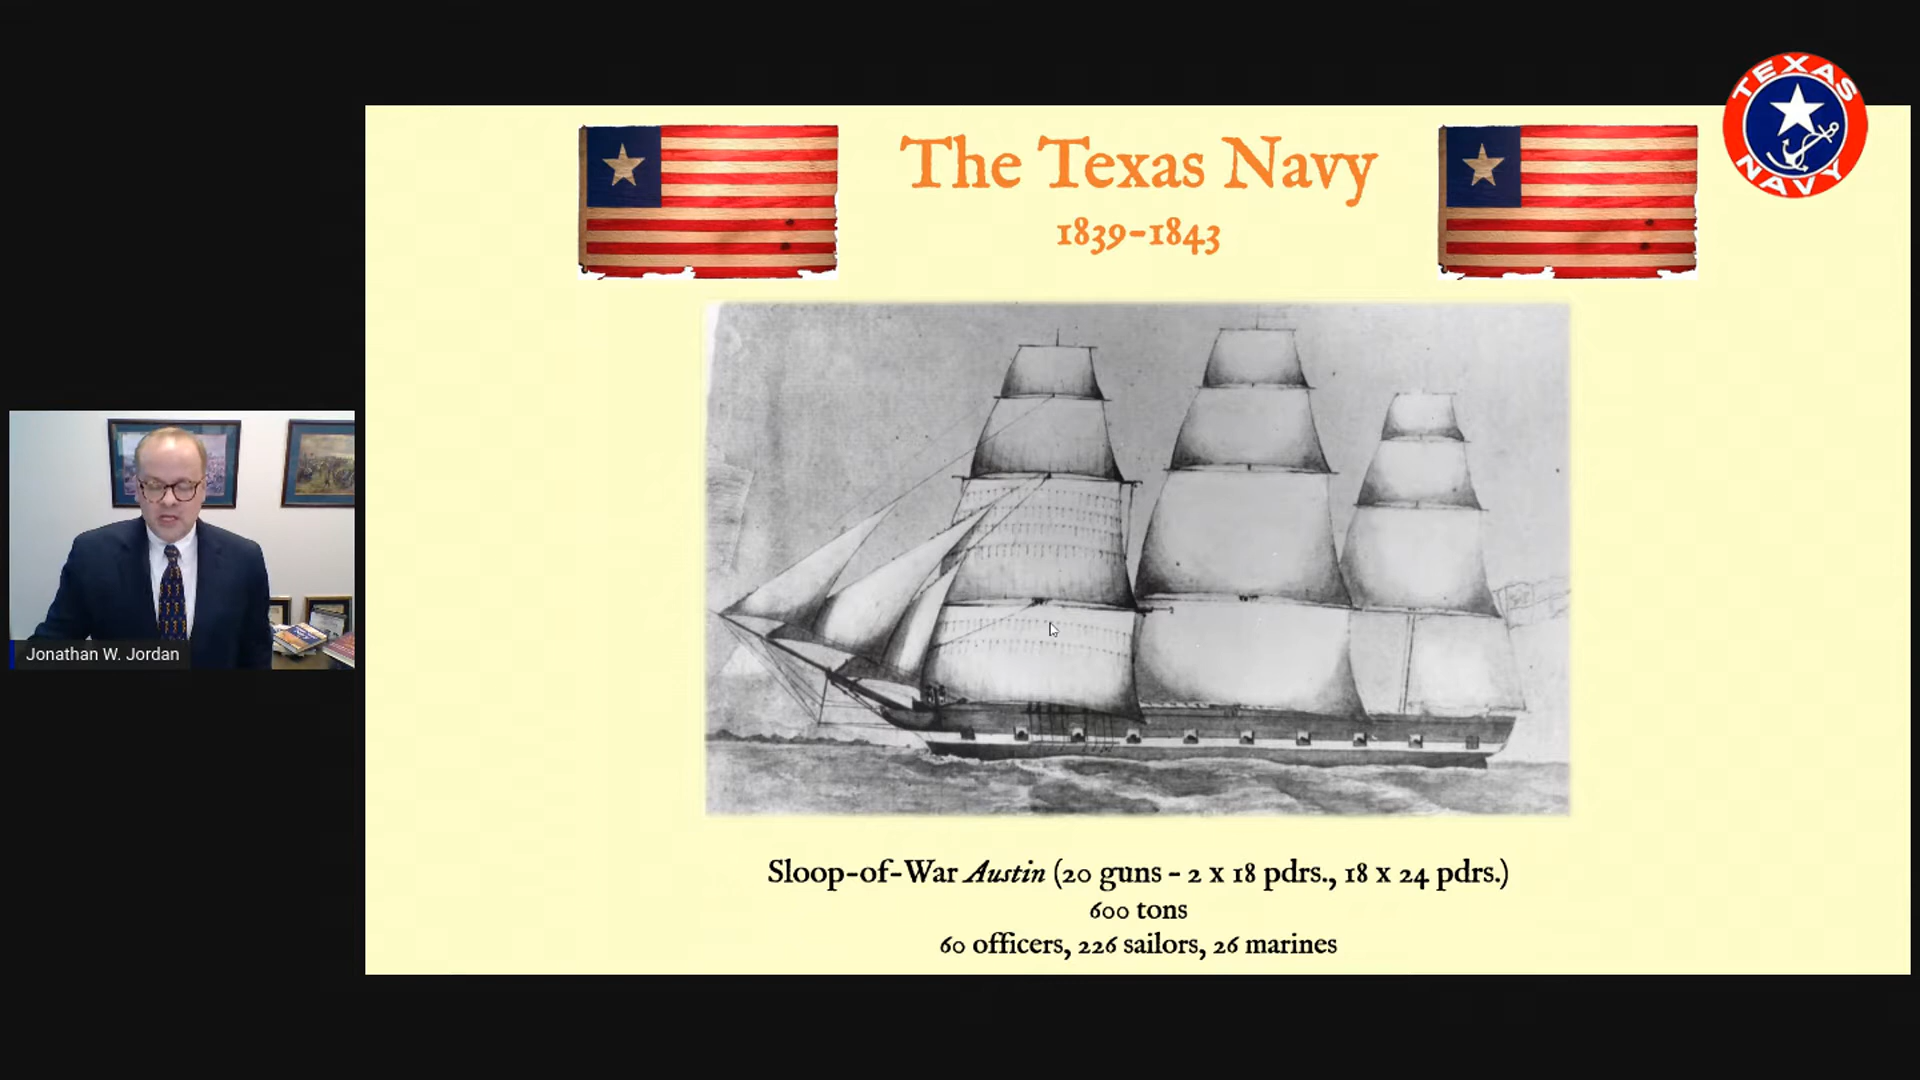 The Texas Navy
1839-1843
TEXAS
NAVY
Jonathan W. Jordan
Sloop-of-War Austin (20 guns - 2 x 18 pdrs., 18 x 24 pdrs.)
600 tons
60 officers, 226 sailors, 26 marines